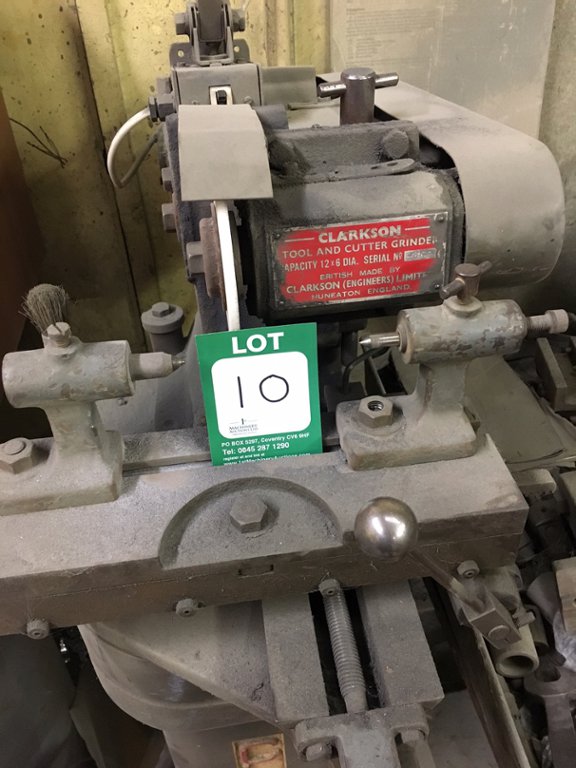 CLARKSON
TOOL AND CUTTER GRINDER
CAPACITY 12 x 6 DIA. SERIAL NO
BRITISH MADE BY
CLARKSON (ENGINEERS) LIMITED
NUNEATON ENGLAND.
LOT
10
PO BOX 5297, Coventry CV6 9HF
Tel: 0845 287 1290